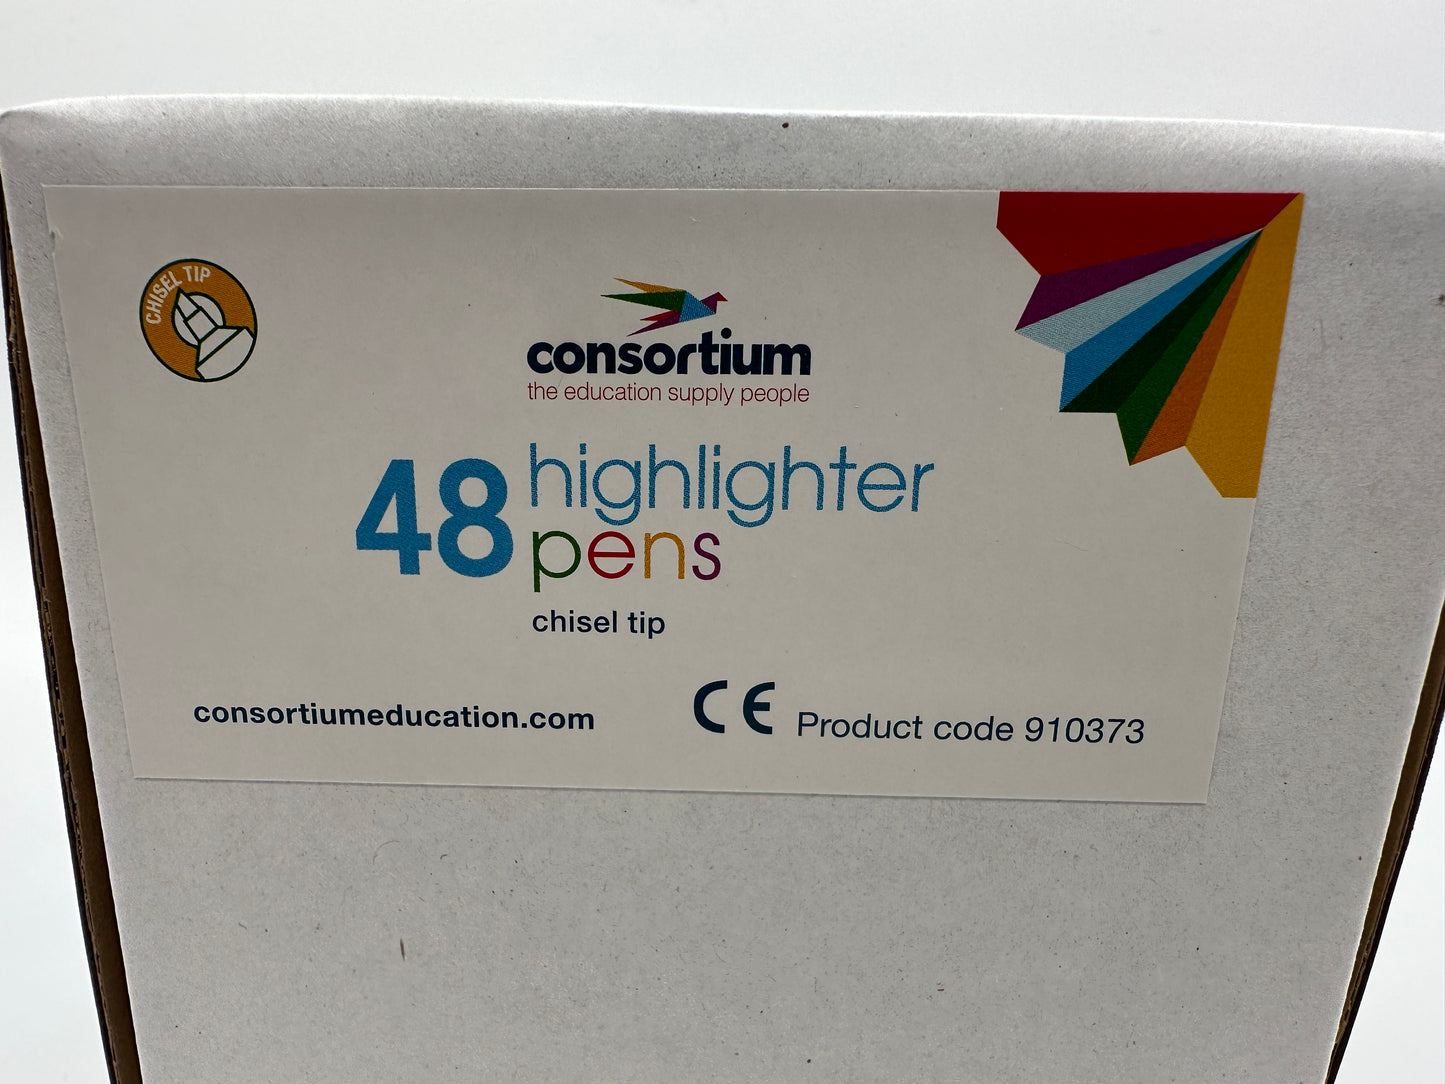 CHISEL TIP
consortium
the education supply people
48 highlighter
pens
chisel tip
consortiumeducation.com
CE Product code 910373